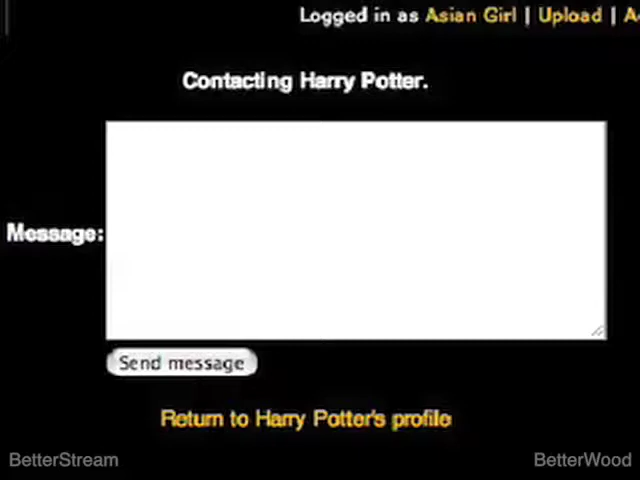 Logged in as Asian Girl | Upload | A
Contacting Harry Potter.
Message:
Send message
Return to Harry Potter's profile
BetterStream
BetterWood